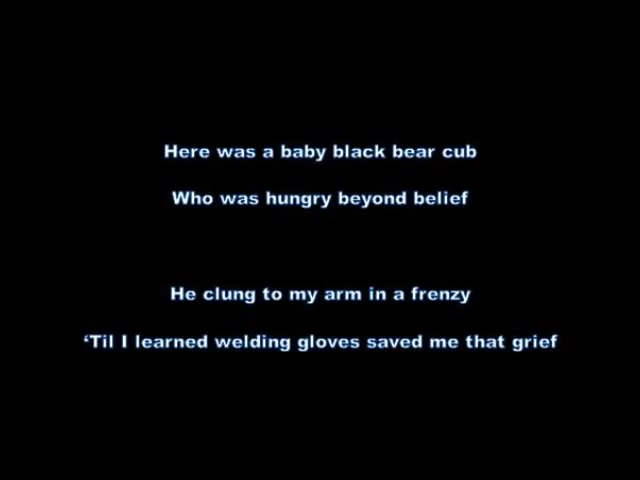 Here was a baby black bear cub
Who was hungry beyond belief
He clung to my arm in a frenzy
‘Til I learned welding gloves saved me that grief